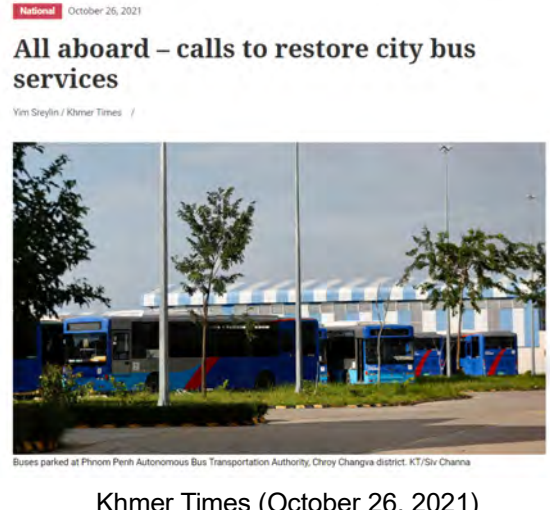 National October 26, 2021
All aboard – calls to restore city bus
services
Yim Sreylin / Khmer Times /
Buses parked at Phnom Penh Autonomous Bus Transportation Authority, Chroy Changva district. KT/Siv Channa
Khmer Times (October 26, 2021)